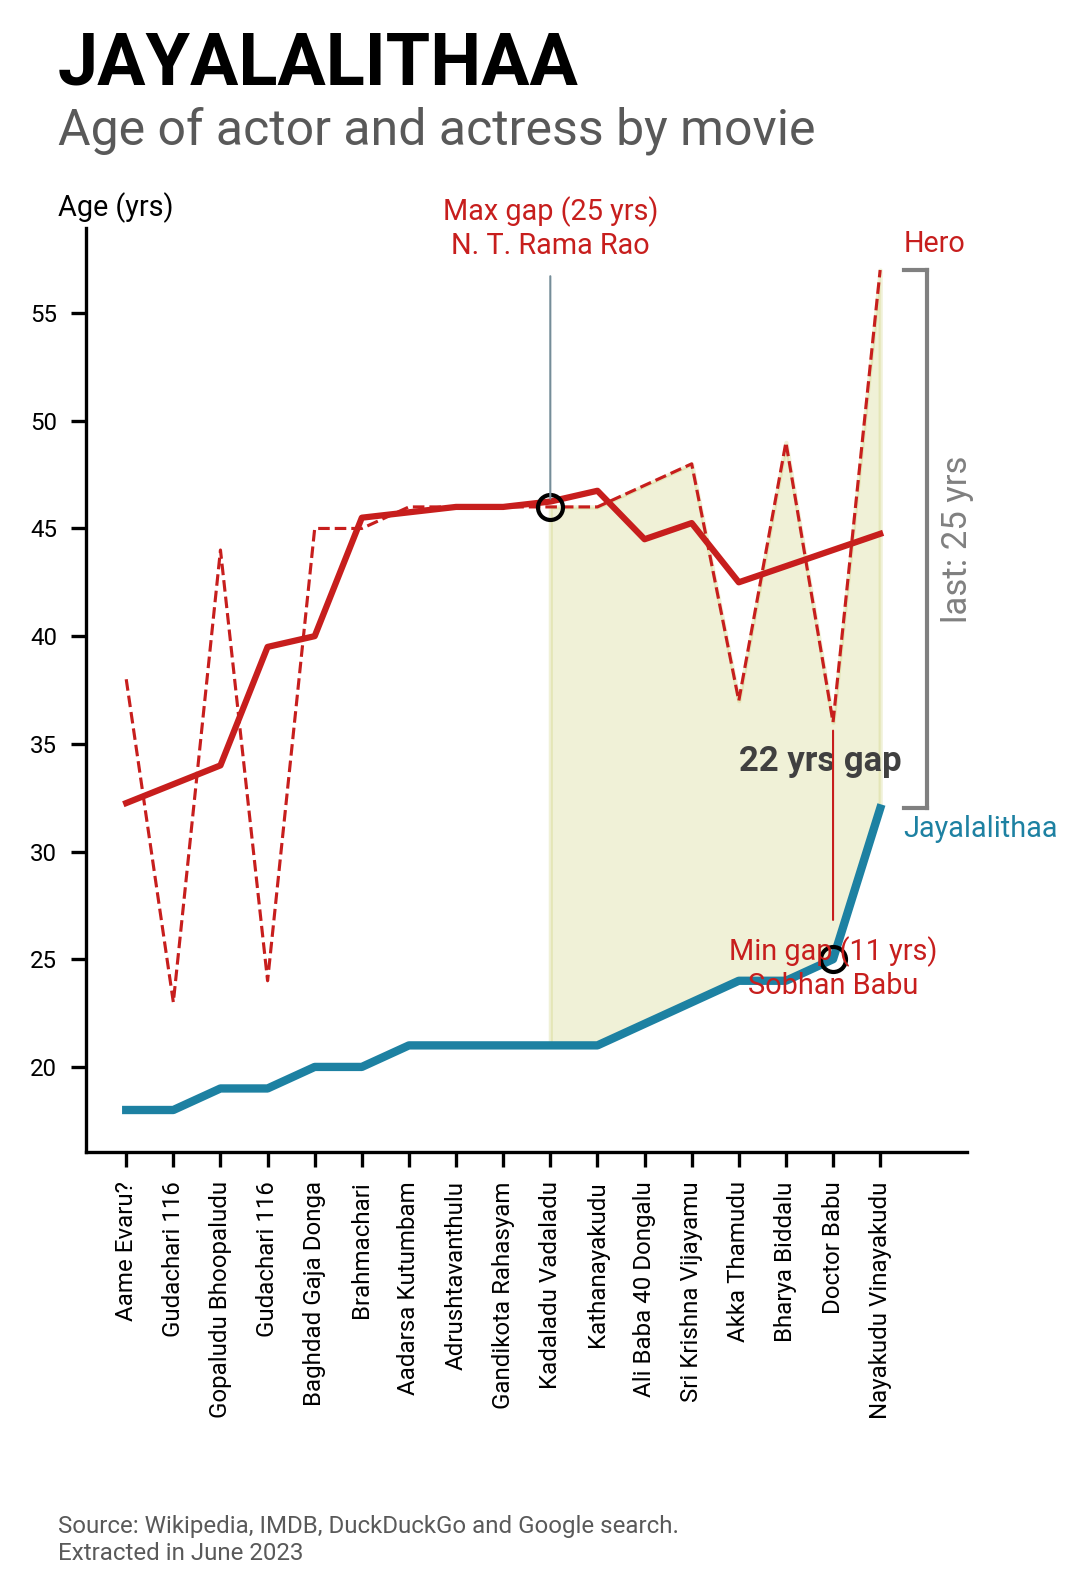 JAYALALITHAA
Age of actor and actress by movie
Age (yrs)
Max gap (25 yrs)
N. T. Rama Rao
Hero
55
50
45
40
35
30
25
20
last: 25 yrs
22 yrs gap
Jayalalithaa
Min gap (11 yrs)
Sobhan Babu
Aame Evaru?
Gudachari 116
Gopaludu Bhoopaludu
Gudachari 116
Baghdad Gaja Donga
Brahmachari
Aadarsa Kutumbam
Adrushtavanthulu
Gandikota Rahasyam
Kadaladu Vadaladu
Kathanayakudu
Ali Baba 40 Dongalu
Sri Krishna Vijayamu
Akka Thamudu
Bharya Biddalu
Doctor Babu
Nayakudu Vinayakudu
Source: Wikipedia, IMDB, DuckDuckGo and Google search.
Extracted in June 2023